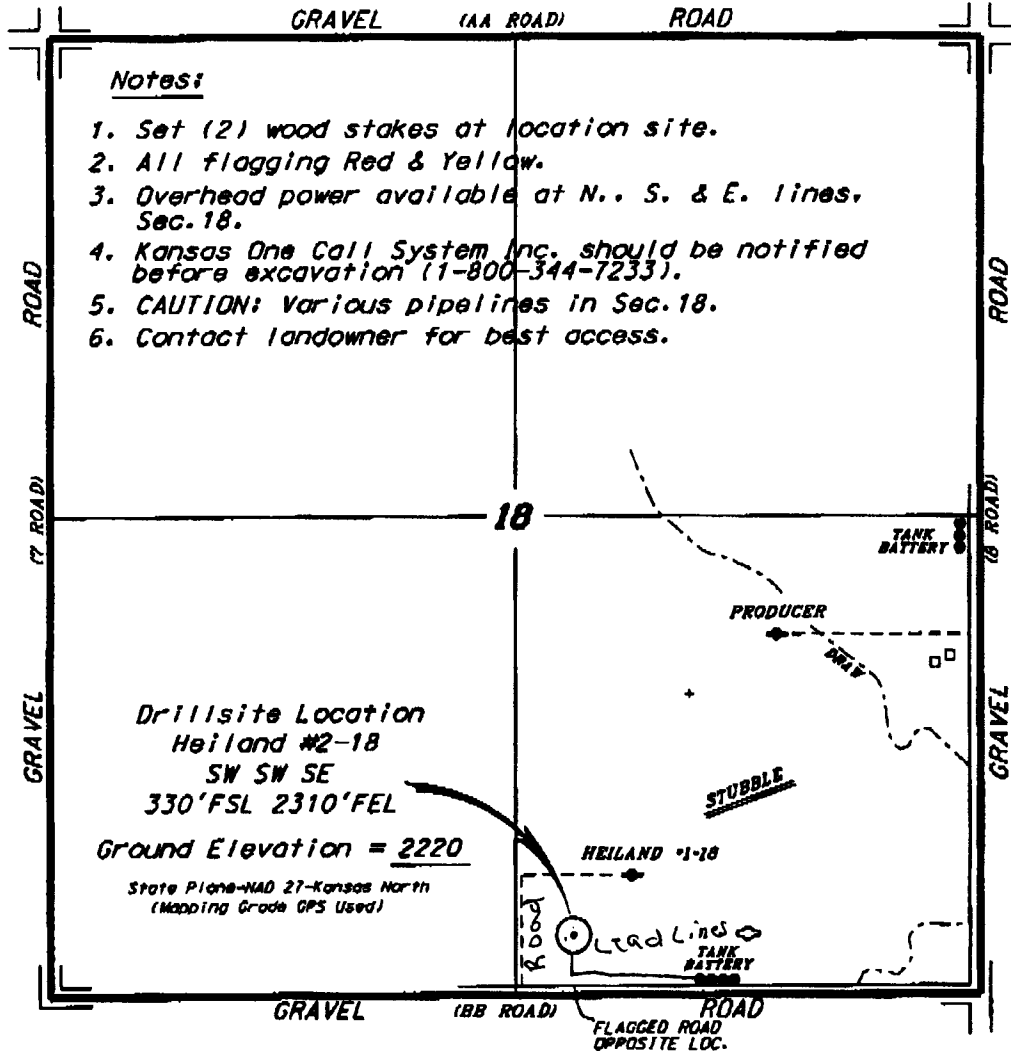 GRAVEL (AA ROAD) ROAD
Notes:
1. Set (2) wood stakes at location site.
2. All flagging Red & Yellow.
3. Overhead power available at N.. S. & E. lines.
Sec.18.
4. Kansas One Call System Inc. should be notified
before excavation (1-800-344-7233).
5. CAUTION: Various pipelines in Sec.18.
6. Contact landowner for best access.
ROAD
ROAD
(7 ROAD)
18
(8 ROAD)
TANK
BATTERY
PRODUCER
DRAW
GRAVEL
GRAVEL
Drillsite Location
Heiland #2-18
SW SW SE
330'FSL 2310'FEL
Ground Elevation = 2220
State Plane-NAD 27-Kansas North
(Mapping Grade GPS Used)
STUBBLE
HEILAND #1-18
Road
Lead Lines
TANK
BATTERY
GRAVEL (BB ROAD) ROAD
FLAGGED ROAD
OPPOSITE LOC.